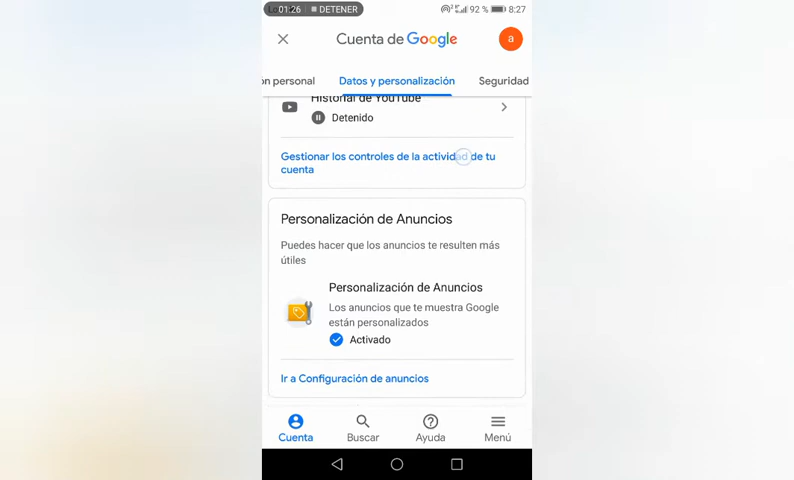 01:26 DETENER 92 % 8:27
Cuenta de Google
a
ón personal Datos y personalización Seguridad
Historial de YouTube
Detenido
Gestionar los controles de la actividad de tu
cuenta
Personalización de Anuncios
Puedes hacer que los anuncios te resulten más
útiles
Personalización de Anuncios
Los anuncios que te muestra Google
están personalizados
Activado
Ir a Configuración de anuncios
Cuenta Buscar Ayuda Menú